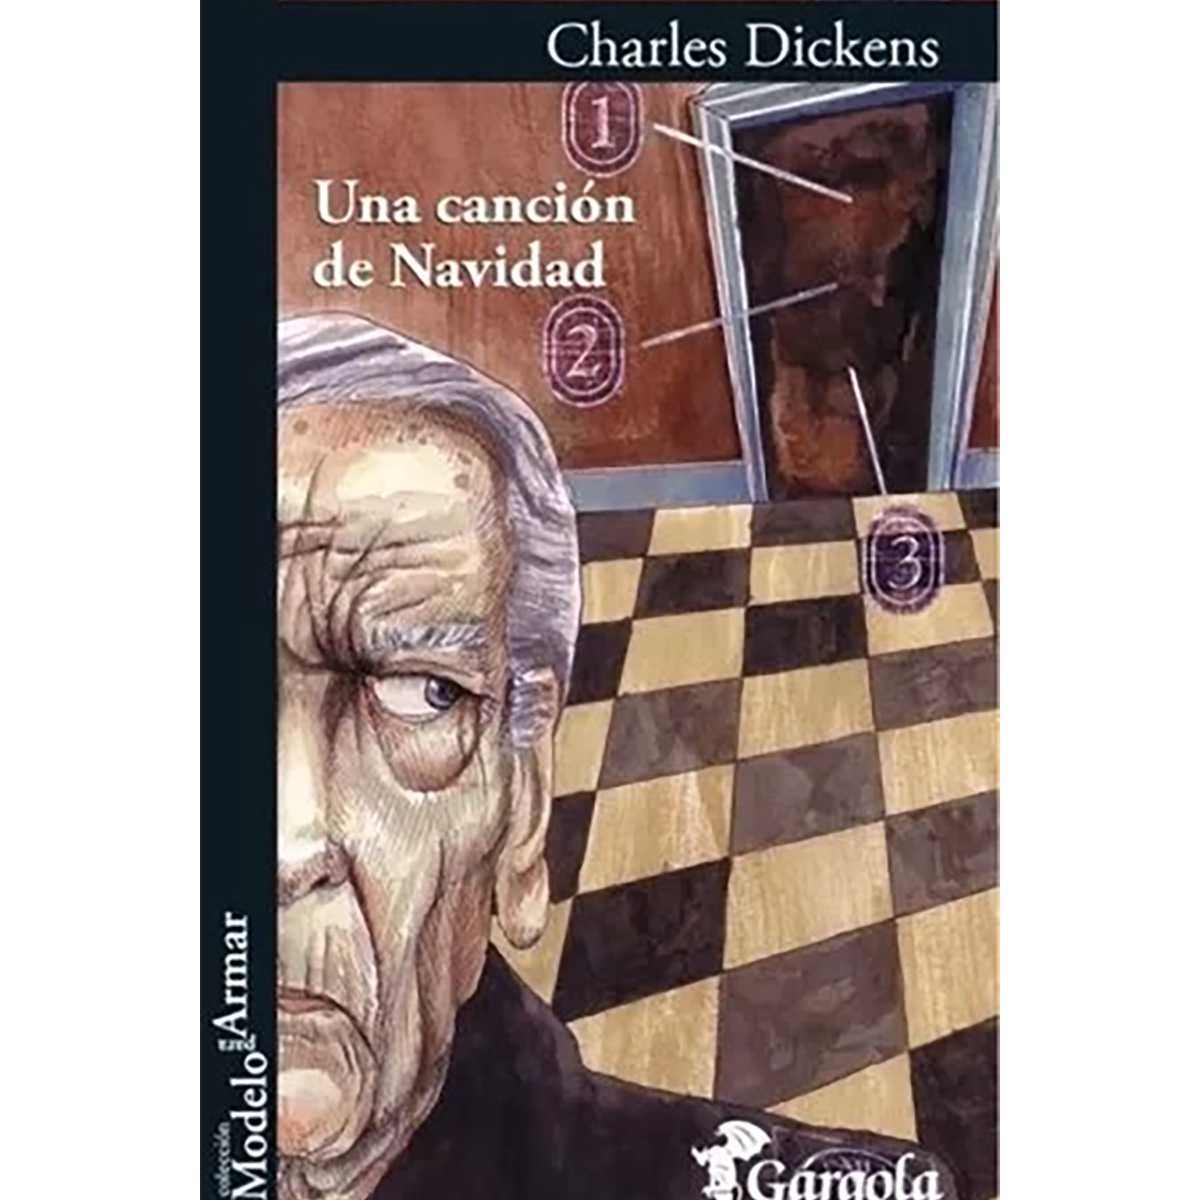 Charles Dickens
1
Una canción
de Navidad
2
3
colección
Modelo para Armar
Gárgola